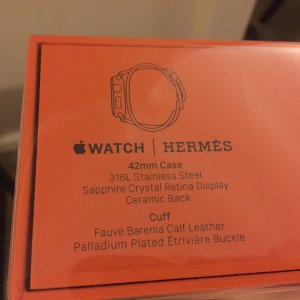 WATCH | HERMÈS
42mm Case
316L Stainless Steel
Sapphire Crystal Retina Display
Ceramic Back
Cuff
Fauve Barenia Calf Leather
Palladium Plated Étrivière Buckle